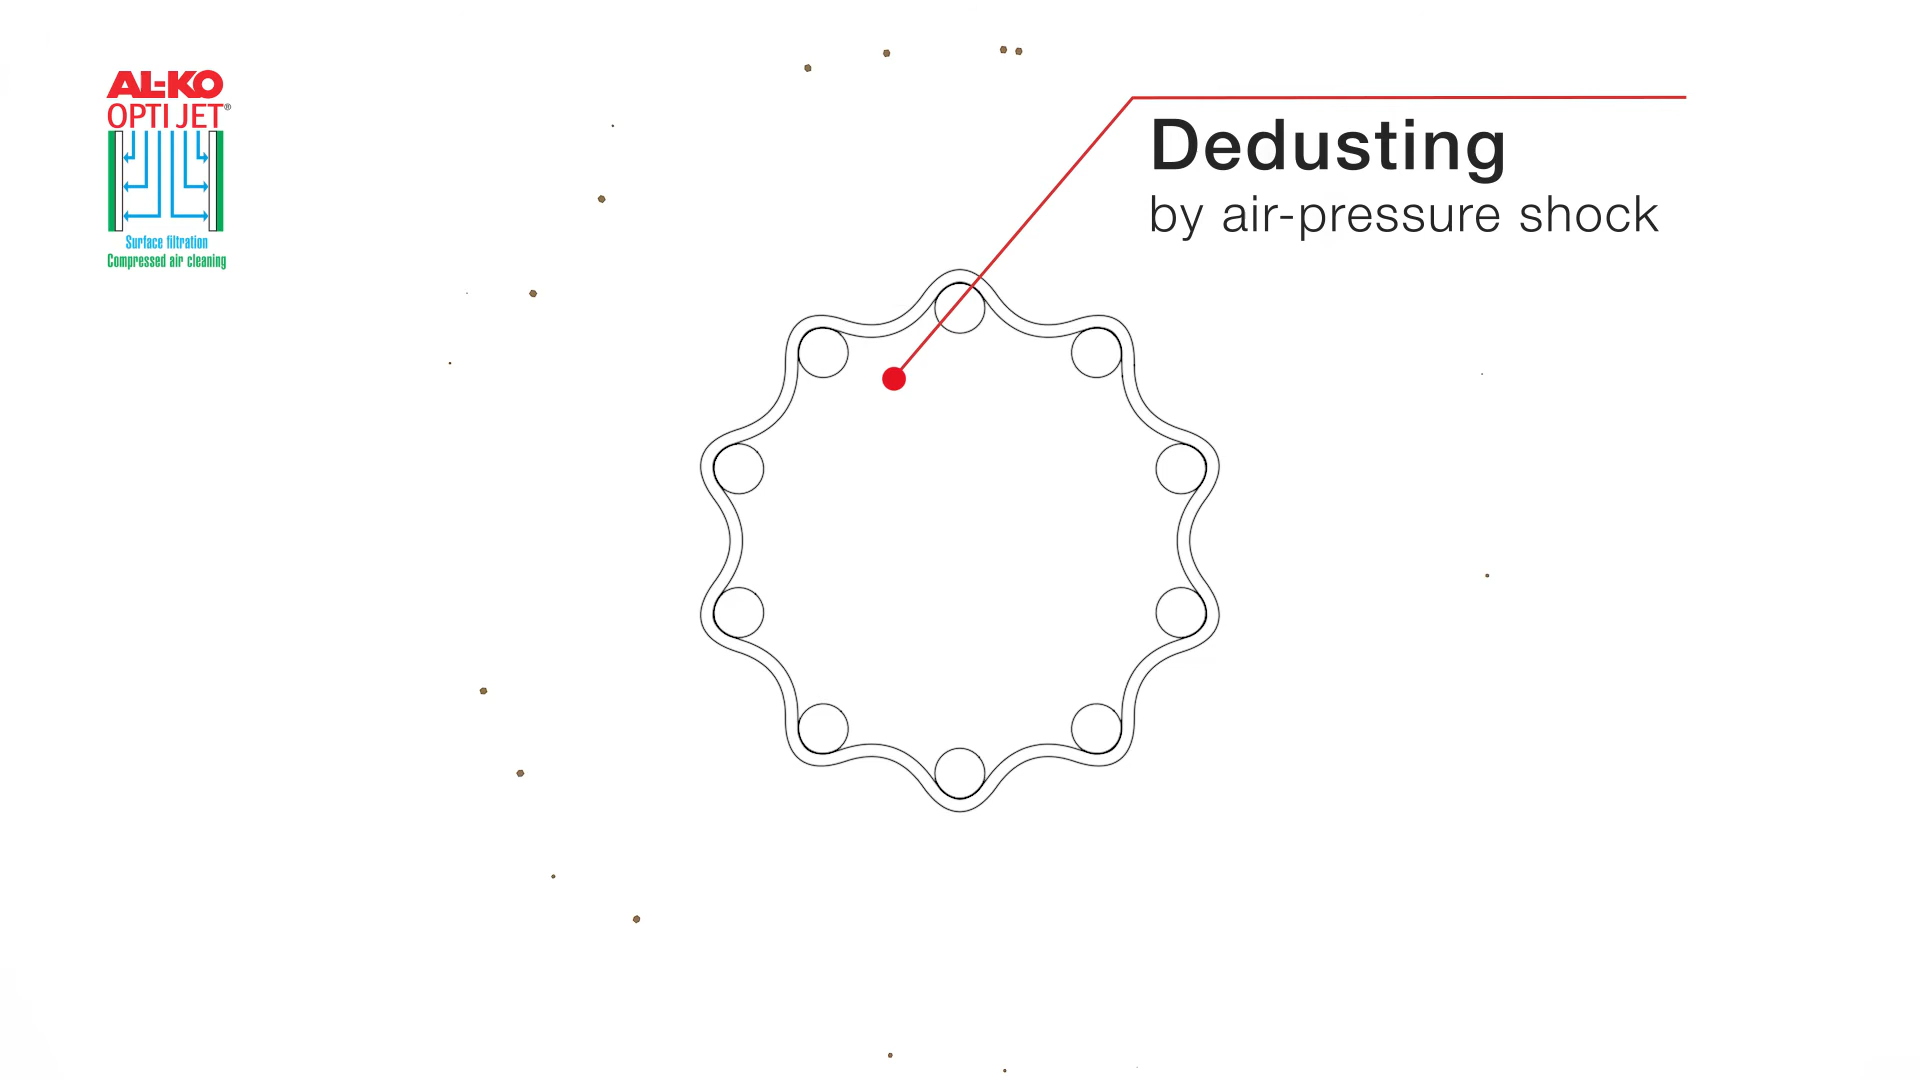 AL-KO
OPTI JET®
Surface filtration
Compressed air cleaning
Dedusting
by air-pressure shock